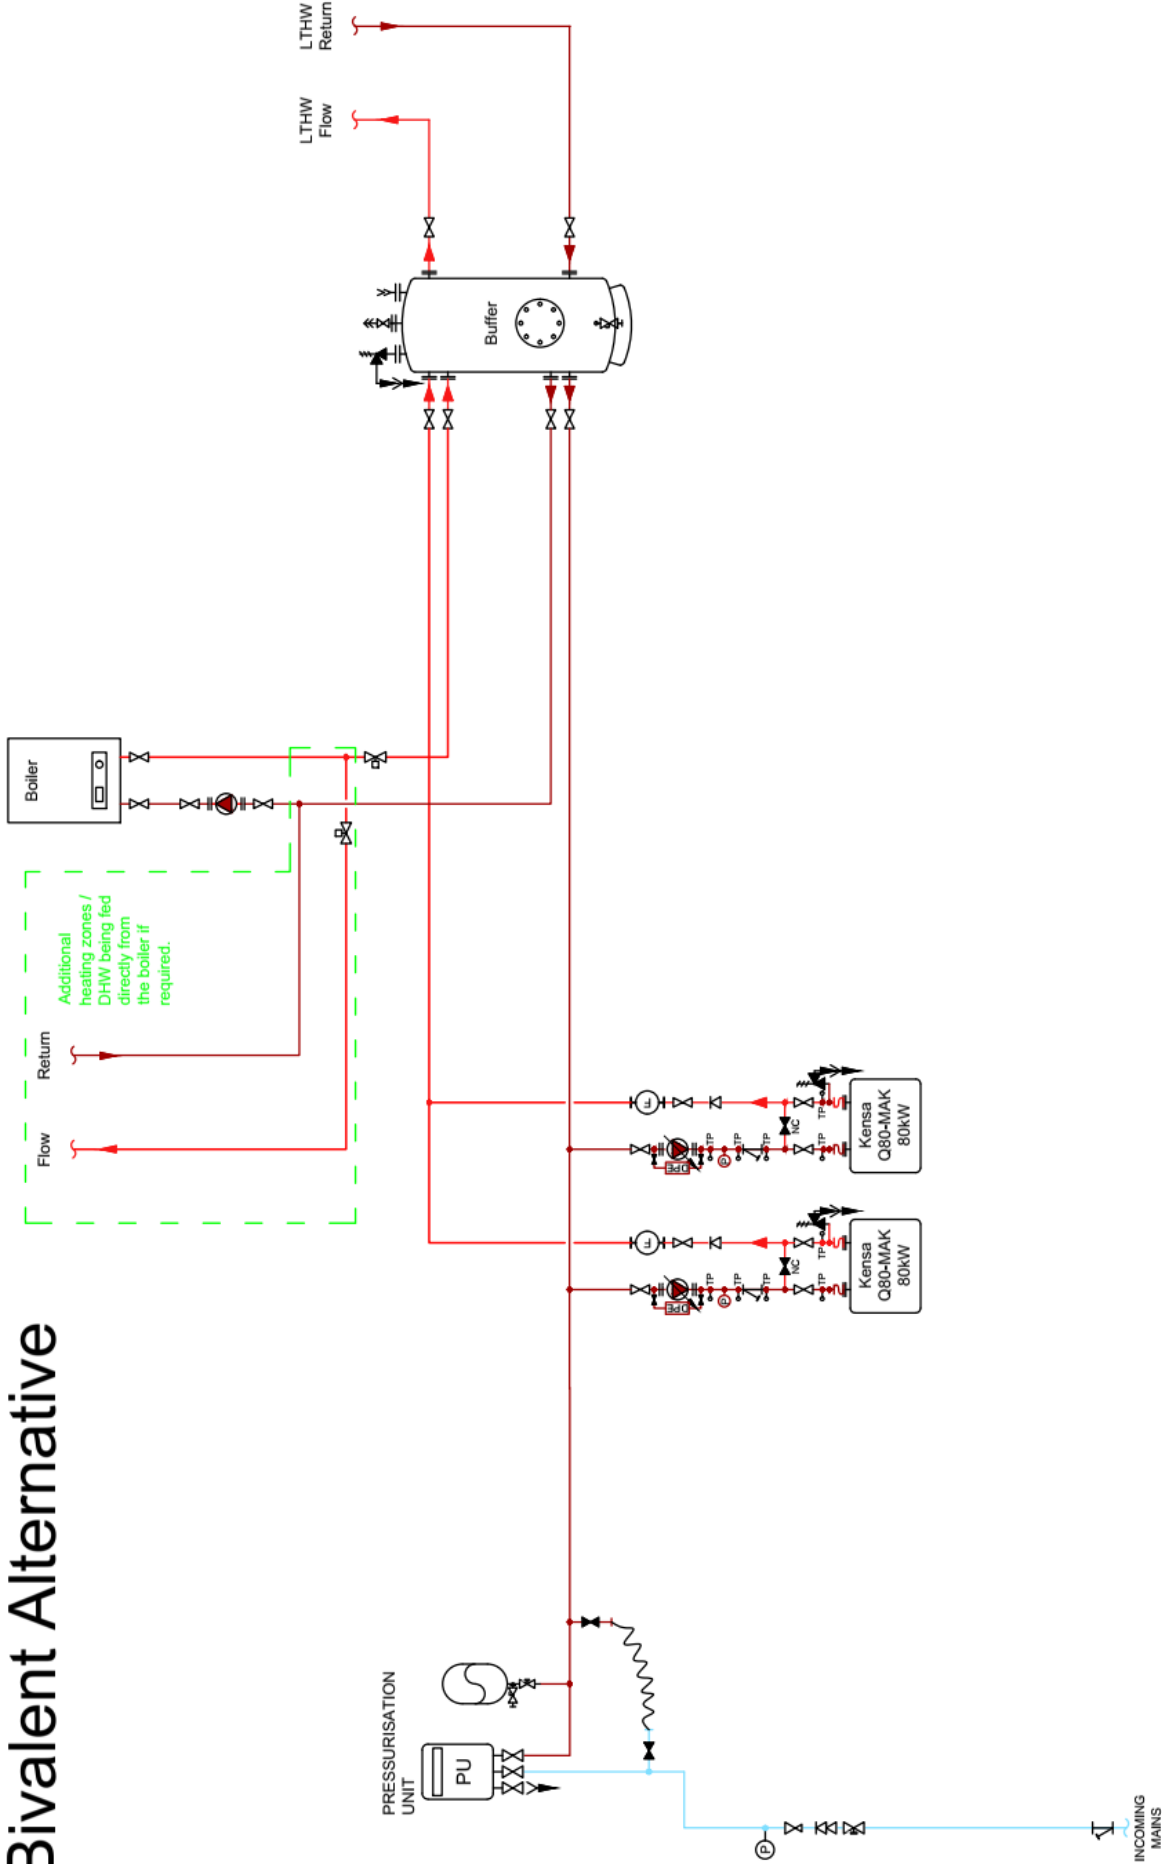 Bivalent Alternative
PRESSURISATION
UNIT
PU
P
INCOMING
MAINS
Flow
Return
Additional
heating zones /
DHW being fed
directly from
the boiler if
required.
Boiler
LTHW
Flow
LTHW
Return
Buffer
DPE
TP
P
TP
TP
NC
TP
TP
F
Kensa
Q80-MAK
80kW
DPE
TP
P
TP
TP
NC
TP
TP
F
Kensa
Q80-MAK
80kW